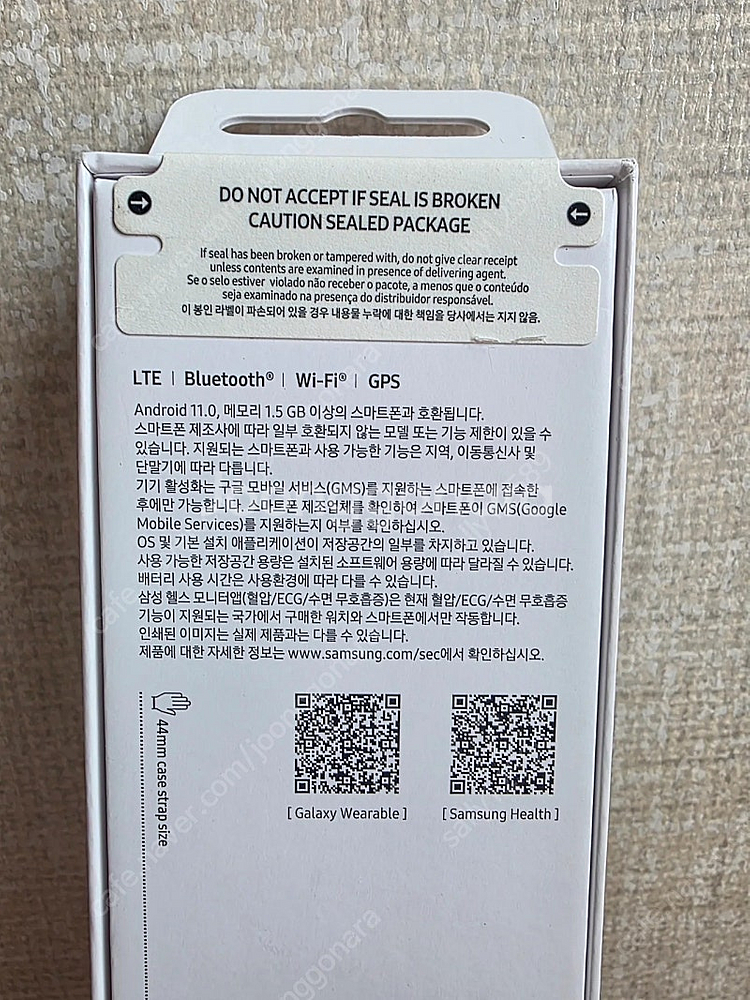 DO NOT ACCEPT IF SEAL IS BROKEN
CAUTION SEALED PACKAGE
If seal has been broken or tampered with, do not give clear receipt
unless contents are examined in presence of delivering agent.
Se o selo estiver violado não receber o pacote, a menos que o conteúdo
seja examinado na presença do distribuidor responsável.
이 봉인 라벨이 파손되어 있을 경우 내용물 누락에 대한 책임을 당사에서는 지지 않음.
LTE | Bluetooth® | Wi-Fi® | GPS
Android 11.0, 메모리 1.5 GB 이상의 스마트폰과 호환됩니다.
스마트폰 제조사에 따라 일부 호환되지 않는 모델 또는 기능 제한이 있을 수
있습니다. 지원되는 스마트폰과 사용 가능한 기능은 지역, 이동통신사 및
단말기에 따라 다릅니다.
기기 활성화는 구글 모바일 서비스(GMS)를 지원하는 스마트폰에 접속한
후에만 가능합니다. 스마트폰 제조업체를 확인하여 스마트폰이 GMS(Google
Mobile Services)를 지원하는지 여부를 확인하십시오.
OS 및 기본 설치 애플리케이션이 저장공간의 일부를 차지하고 있습니다.
사용 가능한 저장공간 용량은 설치된 소프트웨어 용량에 따라 달라질 수 있습니다.
배터리 사용 시간은 사용환경에 따라 다를 수 있습니다.
삼성 헬스 모니터앱(혈압/ECG/수면 무호흡증)은 현재 혈압/ECG/수면 무호흡증
기능이 지원되는 국가에서 구매한 워치와 스마트폰에서만 작동합니다.
인쇄된 이미지는 실제 제품과는 다를 수 있습니다.
제품에 대한 자세한 정보는 www.samsung.com/sec에서 확인하십시오.
44mm case strap size
[ Galaxy Wearable ]
[ Samsung Health ]
cafe.naver.com/joonggonara